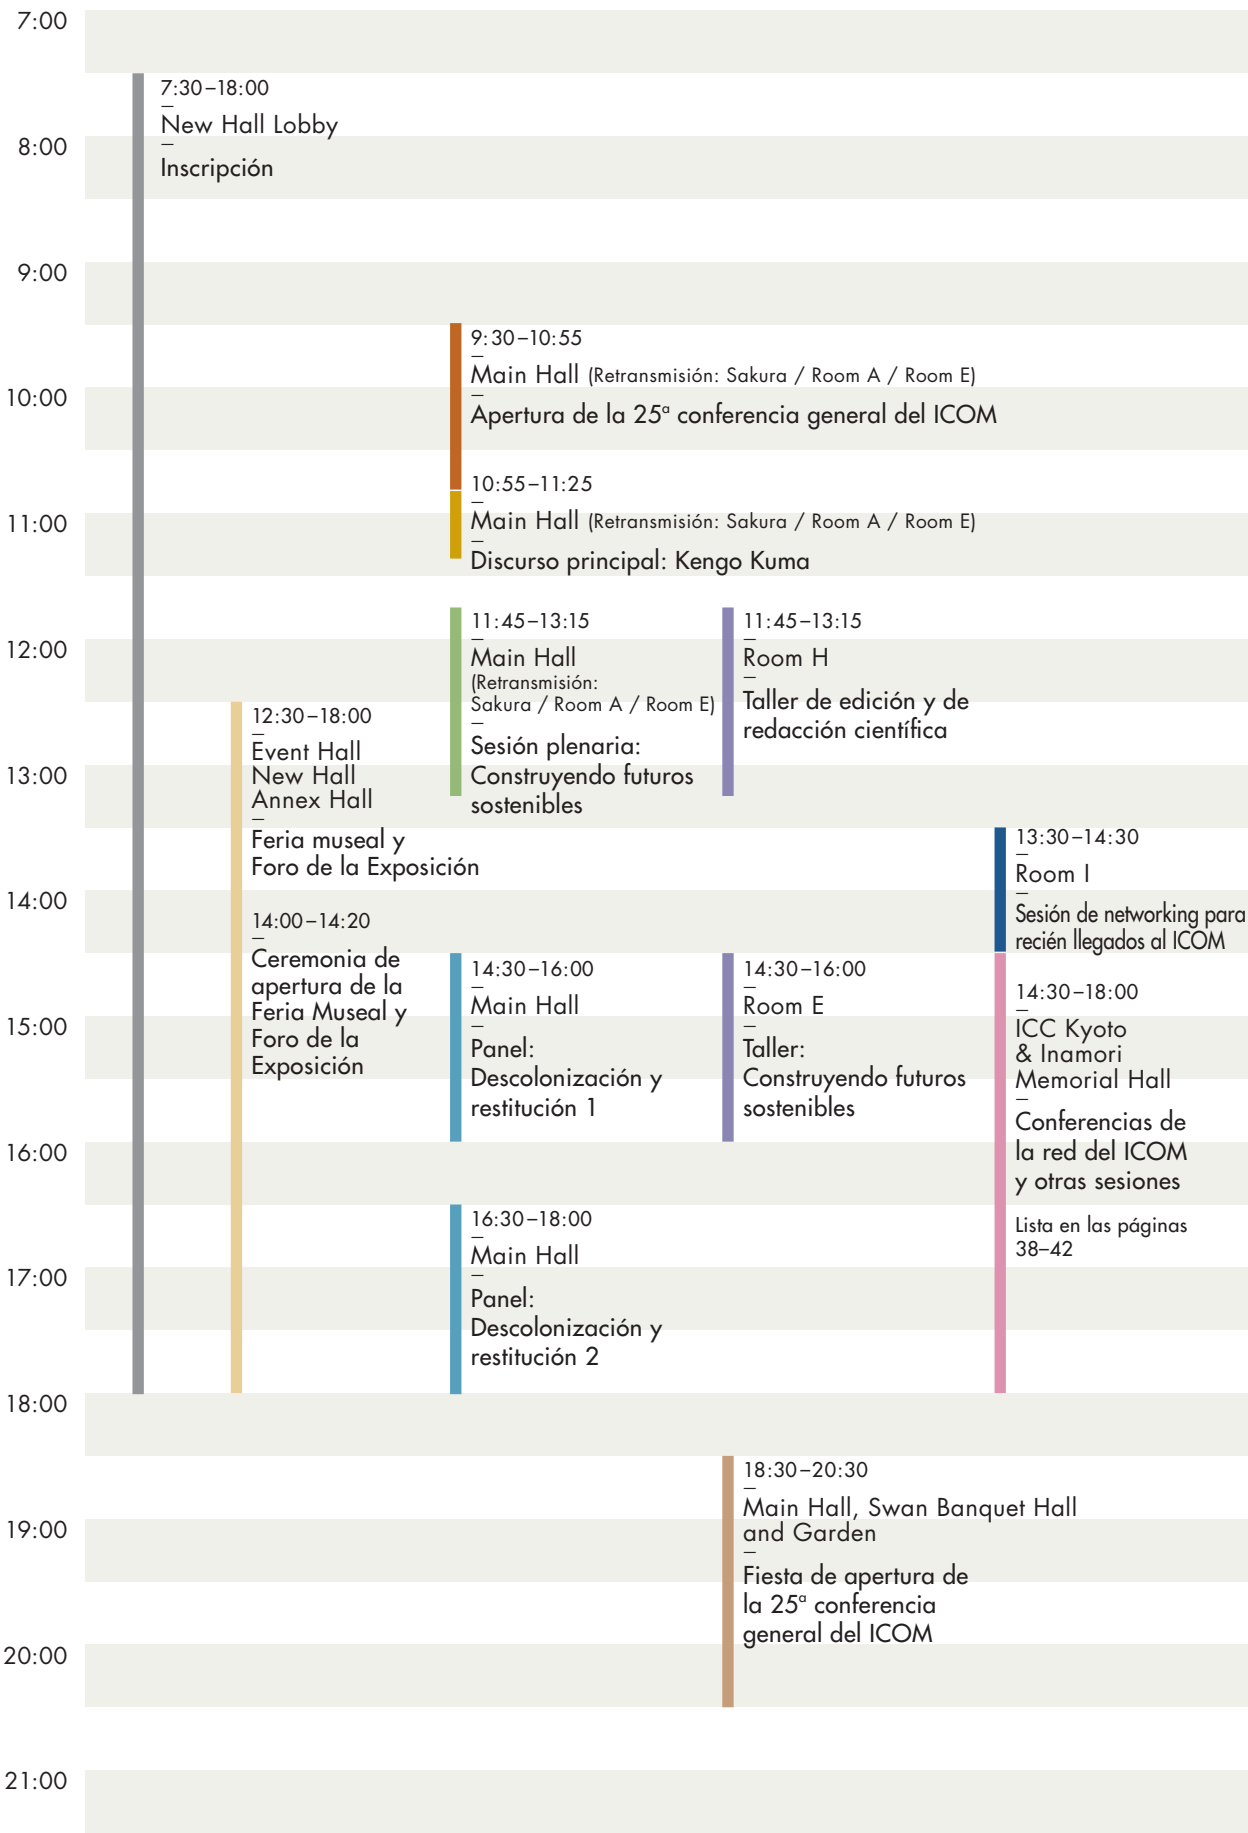 7:00
8:00
9:00
10:00
11:00
12:00
13:00
14:00
15:00
16:00
17:00
18:00
19:00
20:00
21:00
7:30–18:00
New Hall Lobby
Inscripción
12:30–18:00
Event Hall
New Hall
Annex Hall
Feria museal y
Foro de la Exposición
14:00–14:20
Ceremonia de
apertura de la
Feria Museal y
Foro de la
Exposición
9:30–10:55
Main Hall (Retransmisión: Sakura / Room A / Room E)
Apertura de la 25ª conferencia general del ICOM
10:55–11:25
Main Hall (Retransmisión: Sakura / Room A / Room E)
Discurso principal: Kengo Kuma
11:45–13:15
Main Hall
(Retransmisión:
Sakura / Room A / Room E)
Sesión plenaria:
Construyendo futuros
sostenibles
14:30–16:00
Main Hall
Panel:
Descolonización y
restitución 1
16:30–18:00
Main Hall
Panel:
Descolonización y
restitución 2
11:45–13:15
Room H
Taller de edición y de
redacción científica
14:30–16:00
Room E
Taller:
Construyendo futuros
sostenibles
18:30–20:30
Main Hall, Swan Banquet Hall
and Garden
Fiesta de apertura de
la 25ª conferencia
general del ICOM
13:30–14:30
Room I
Sesión de networking para
recién llegados al ICOM
14:30–18:00
ICC Kyoto
& Inamori
Memorial Hall
Conferencias de
la red del ICOM
y otras sesiones
Lista en las páginas
38–42